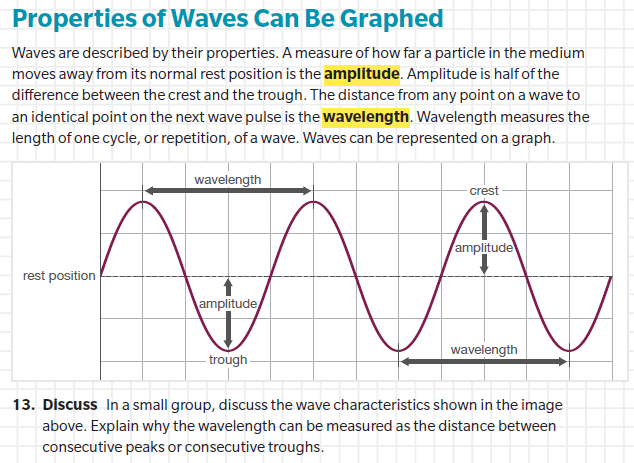 Properties of Waves Can Be Graphed
Waves are described by their properties. A measure of how far a particle in the medium
moves away from its normal rest position is the amplitude. Amplitude is half of the
difference between the crest and the trough. The distance from any point on a wave to
an identical point on the next wave pulse is the wavelength. Wavelength measures the
length of one cycle, or repetition, of a wave. Waves can be represented on a graph.
wavelength
crest
amplitude
rest position
amplitude
wavelength
trough
13. Discuss In a small group, discuss the wave characteristics shown in the image
above. Explain why the wavelength can be measured as the distance between
consecutive peaks or consecutive troughs.